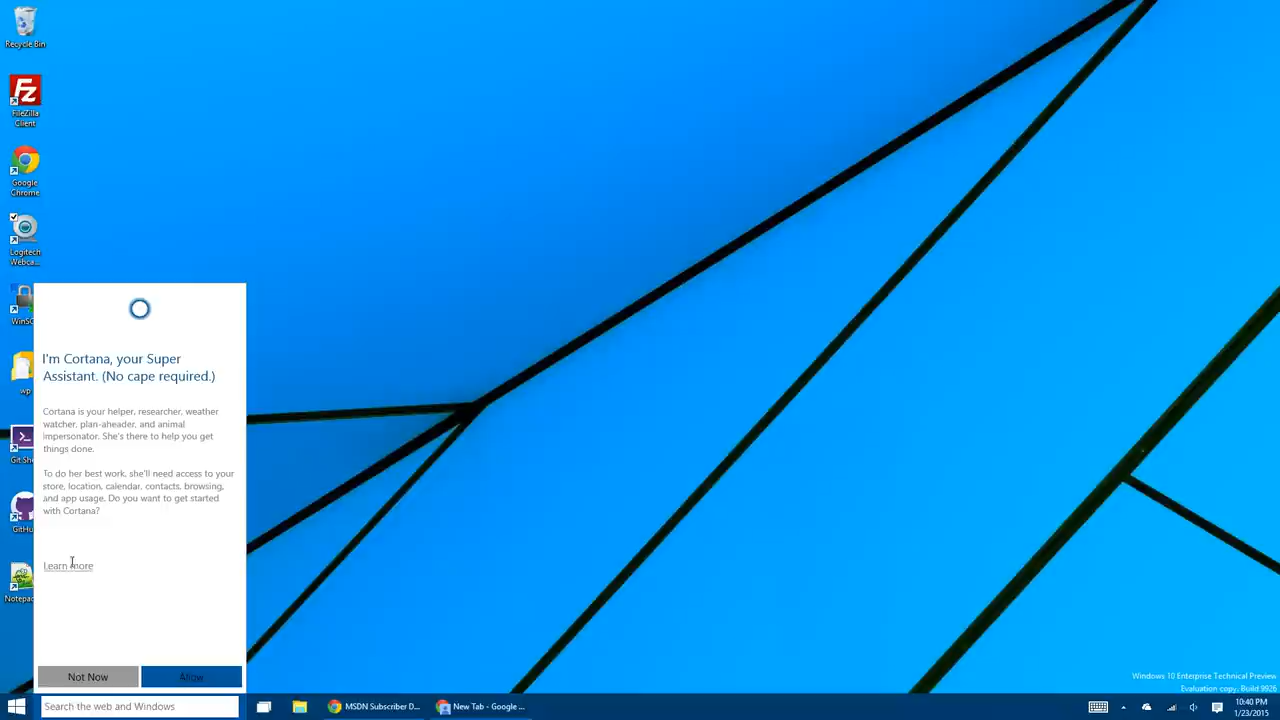 Recycle Bin
FileZilla
Client
Google
Chrome
Logitech
Webca...
WinSC
wp
Git She
GitHu
Notepa
I'm Cortana, your Super
Assistant. (No cape required.)
Cortana is your helper, researcher, weather
watcher, plan-aheader, and animal
impersonator. She's there to help you get
things done.
To do her best work, she'll need access to your
store, location, calendar, contacts, browsing,
and app usage. Do you want to get started
with Cortana?
Learn more
Not Now
Allow
Windows 10 Enterprise Technical Preview
Evaluation copy. Build 9926
Search the web and Windows
MSDN Subscriber D...
New Tab - Google ...
10:40 PM
1/23/2015